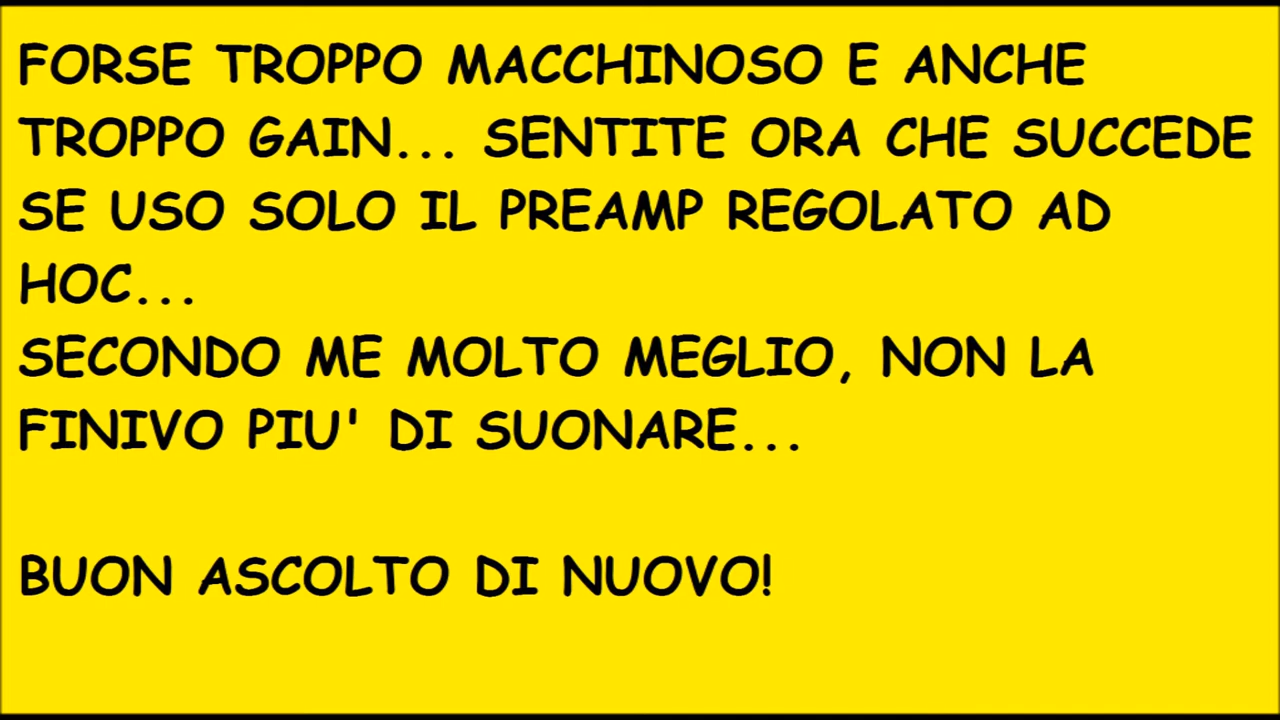 FORSE TROPPO MACCHINOSO E ANCHE
TROPPO GAIN... SENTITE ORA CHE SUCCEDE
SE USO SOLO IL PREAMP REGOLATO AD
HOC...
SECONDO ME MOLTO MEGLIO, NON LA
FINIVO PIU' DI SUONARE...
BUON ASCOLTO DI NUOVO!